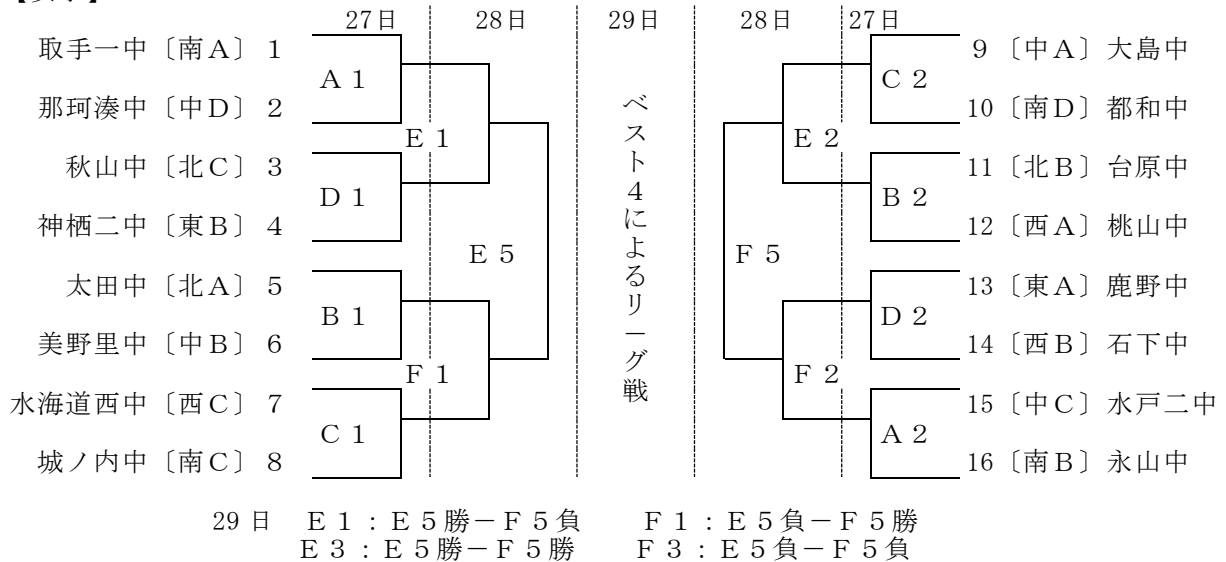 27日 28日 29日 28日 27日
取手一中〔南A〕 1
那珂湊中〔中D〕 2
秋山中〔北C〕 3
神栖二中〔東B〕 4
太田中〔北A〕 5
美野里中〔中B〕 6
水海道西中〔西C〕 7
城ノ内中〔南C〕 8
A 1
D 1
B 1
C 1
E 1
F 1
E 5
ベスト4によるリーグ戦
F 5
E 2
F 2
C 2
B 2
D 2
A 2
9 〔中A〕大島中
10 〔南D〕都和中
11 〔北B〕台原中
12 〔西A〕桃山中
13 〔東A〕鹿野中
14 〔西B〕石下中
15 〔中C〕水戸二中
16 〔南B〕永山中
29 日 E 1 : E 5 勝－F 5 負 F 1 : E 5 負－F 5 勝
E 3 : E 5 勝－F 5 勝 F 3 : E 5 負－F 5 負